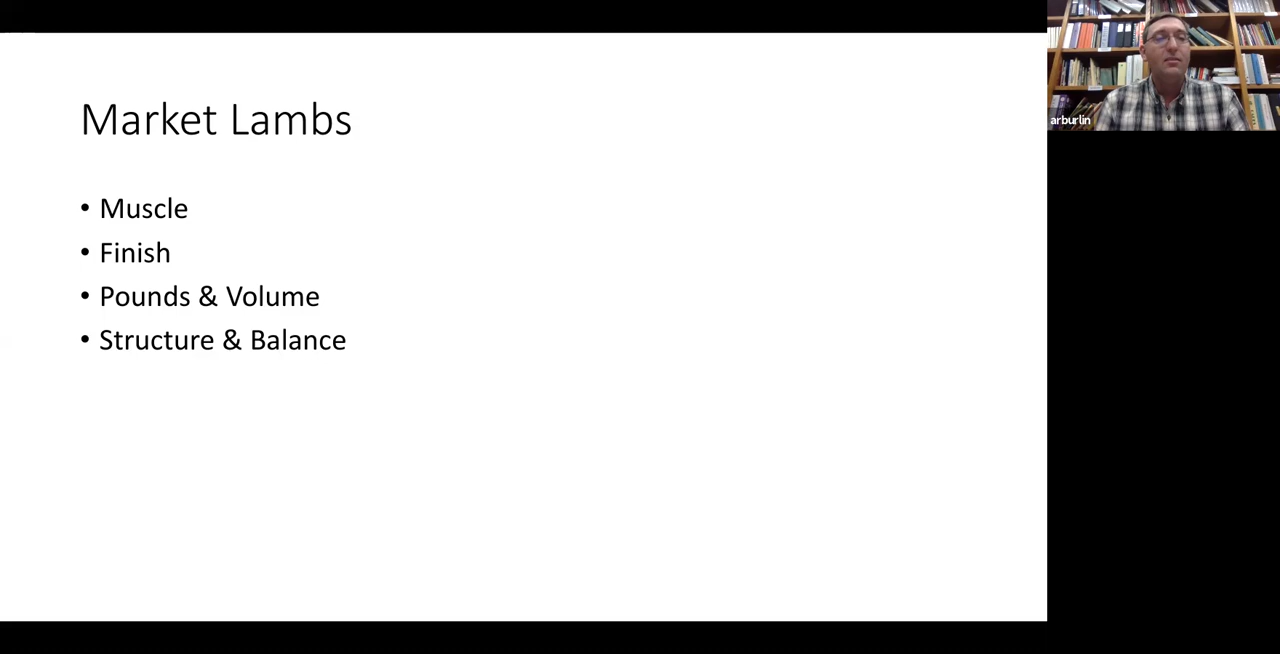 Market Lambs
• Muscle
• Finish
• Pounds & Volume
• Structure & Balance
arburlin